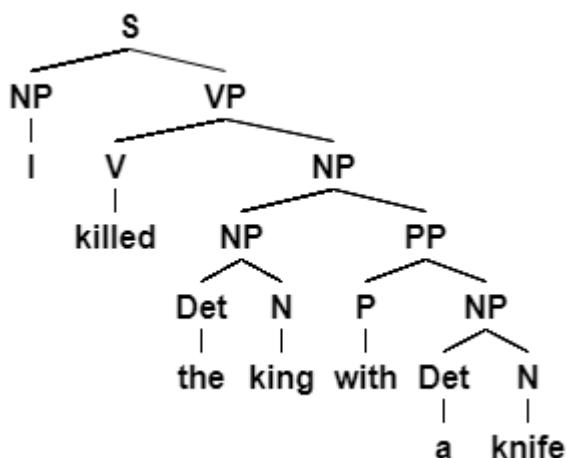 S
NP VP
I V NP
killed NP PP
Det N P NP
the king with Det N
a knife